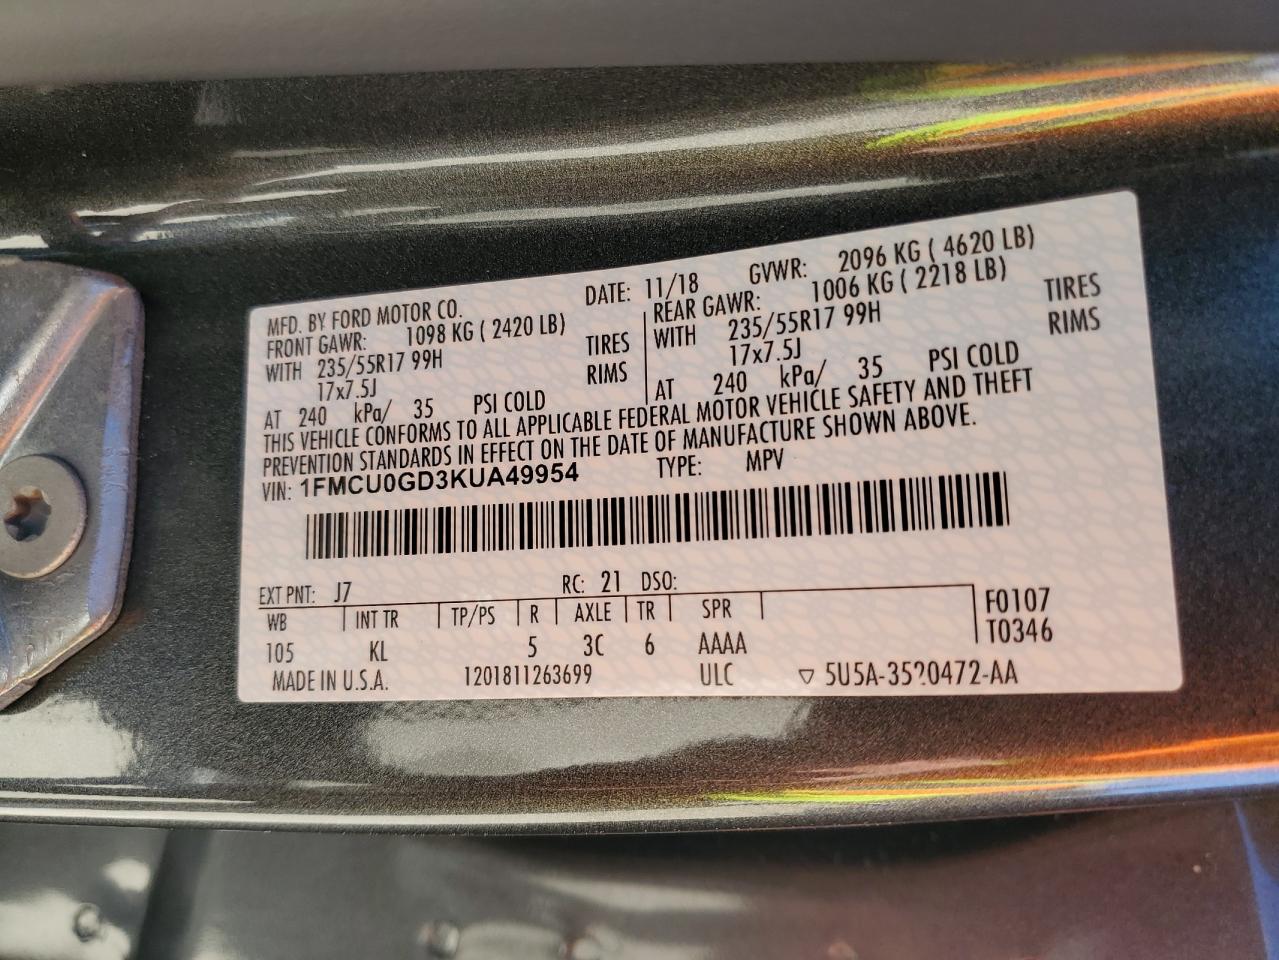 MFD. BY FORD MOTOR CO. DATE: 11/18 GVWR: 2096 KG ( 4620 LB)
FRONT GAWR: 1098 KG ( 2420 LB) REAR GAWR: 1006 KG ( 2218 LB)
WITH 235/55R17 99H TIRES WITH 235/55R17 99H TIRES
17x7.5J RIMS 17x7.5J RIMS
AT 240 kPa/ 35 PSI COLD AT 240 kPa/ 35 PSI COLD
THIS VEHICLE CONFORMS TO ALL APPLICABLE FEDERAL MOTOR VEHICLE SAFETY AND THEFT
PREVENTION STANDARDS IN EFFECT ON THE DATE OF MANUFACTURE SHOWN ABOVE.
VIN: 1FMCU0GD3KUA49954 TYPE: MPV
EXT PNT: J7 RC: 21 DSO:
WB INT TR TP/PS R AXLE TR SPR F0107
105 KL 5 3C 6 AAAA T0346
MADE IN U.S.A. 1201811263699 ULC ▽ 5U5A-3520472-AA